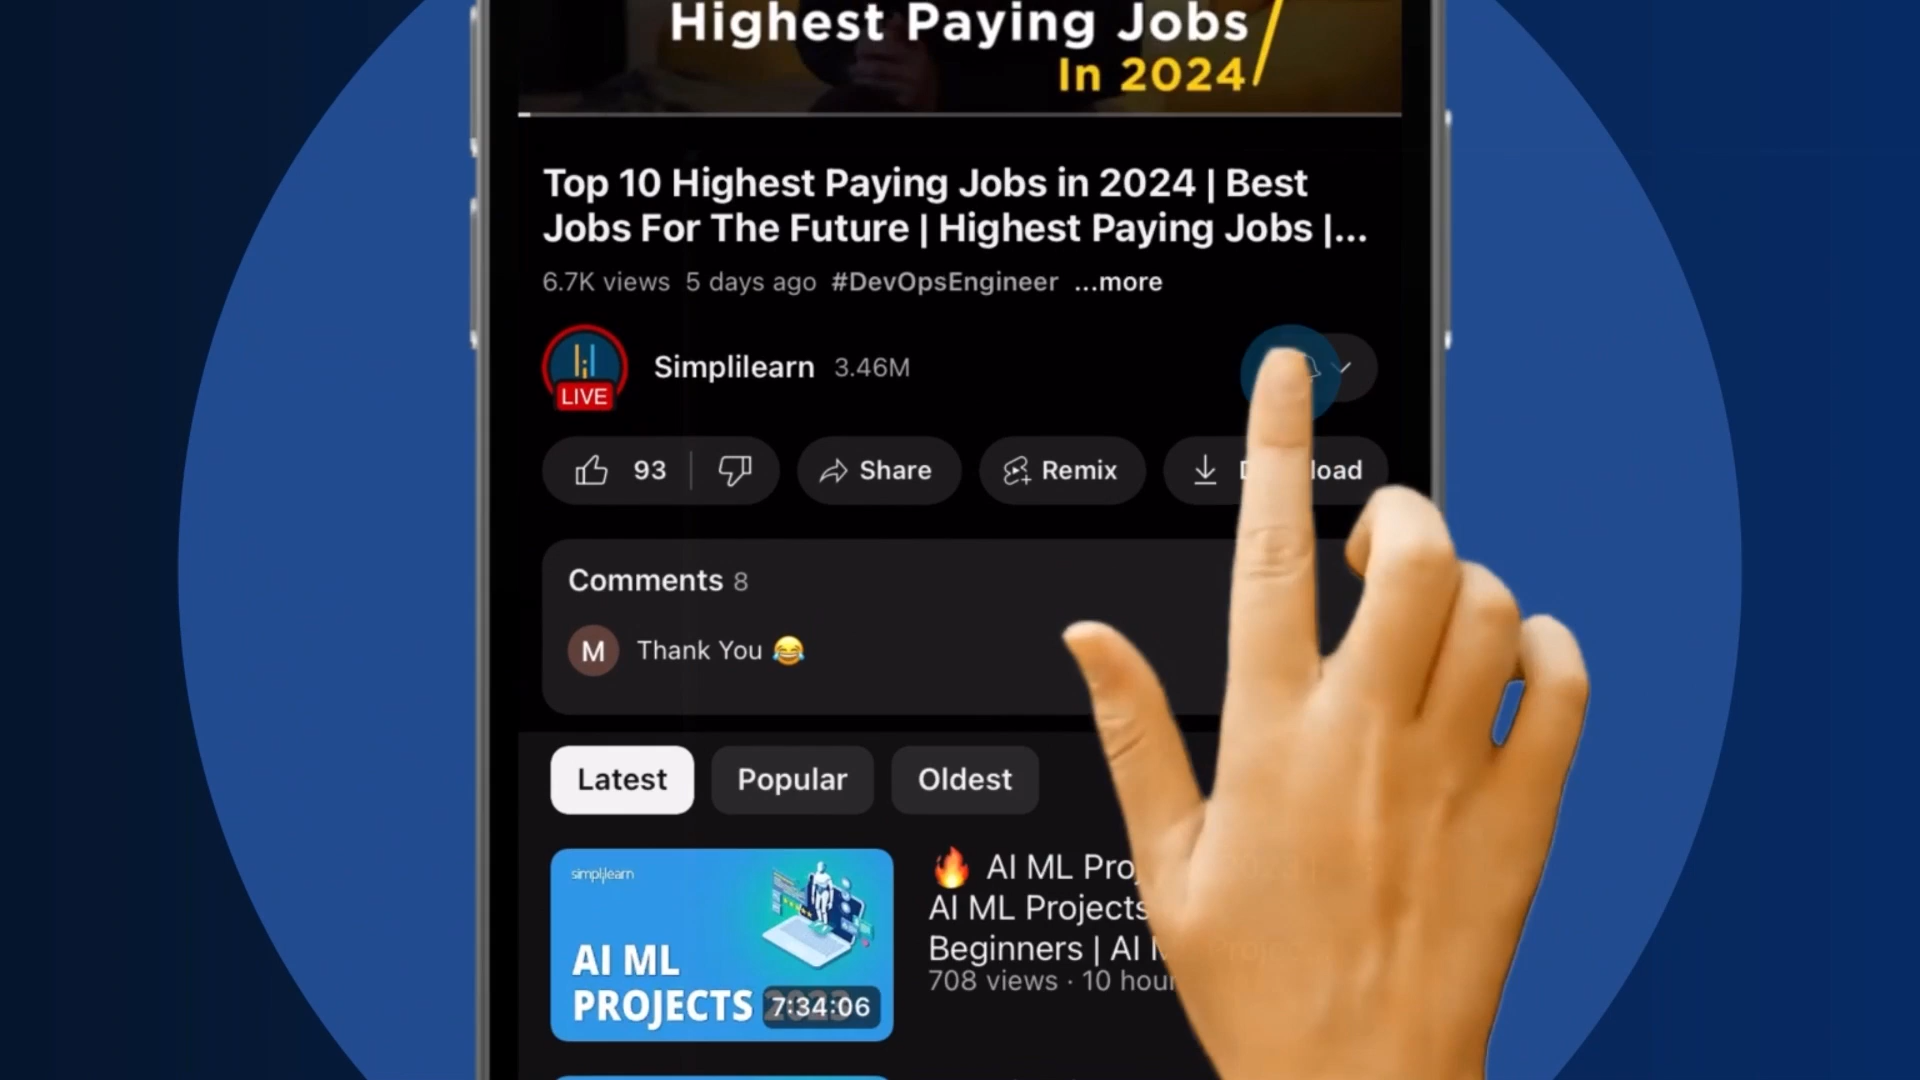 Highest Paying Jobs
In 2024
Top 10 Highest Paying Jobs in 2024 | Best
Jobs For The Future | Highest Paying Jobs |...
6.7K views 5 days ago #DevOpsEngineer ...more
LIVE
Simplilearn 3.46M
93 Share Remix
Comments 8
M Thank You 😂
Latest Popular Oldest
simplilearn
AI ML
PROJECTS
7:34:06
🔥 AI ML
AI ML Projects
Beginners | AI
708 views · 10